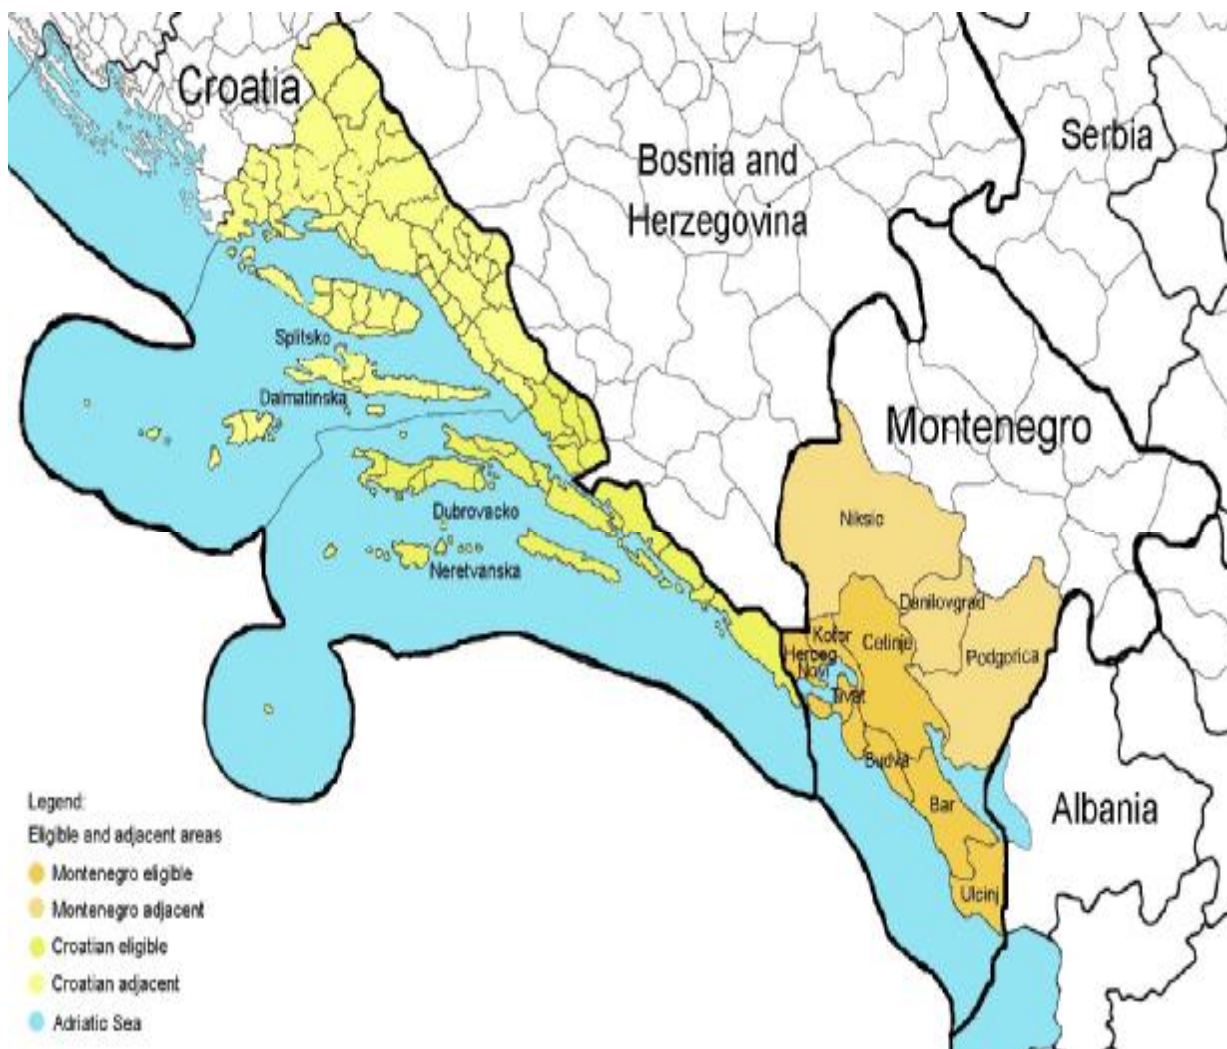 Croatia
Serbia
Bosnia and
Herzegovina
Splitsko
Dalmatinska
Montenegro
Dubrovacko
Neretvanska
Niksic
Danilovgrad
Kotor
Cetinje
Herceg
Novi
Podgorica
Tivat
Budva
Bar
Albania
Ulcinj
Legend:
Eligible and adjacent areas
Montenegro eligible
Montenegro adjacent
Croatian eligible
Croatian adjacent
Adriatic Sea